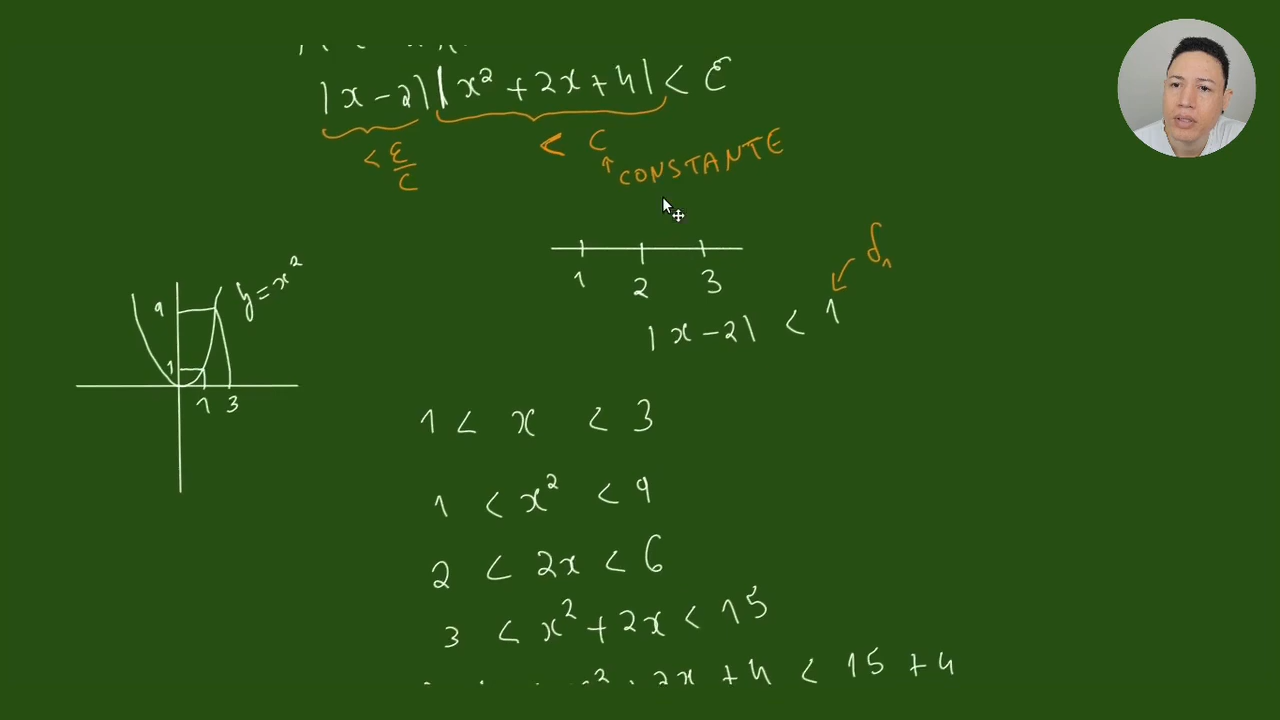 |x-2||x²+2x+4| < ε
< ε/c < c
CONSTANTE
1 2 3
δ₁
|x-2| < 1
y=x²
9
1
1 3
1 < x < 3
1 < x² < 9
2 < 2x < 6
3 < x²+2x < 15
x²+2x+4 < 15+4